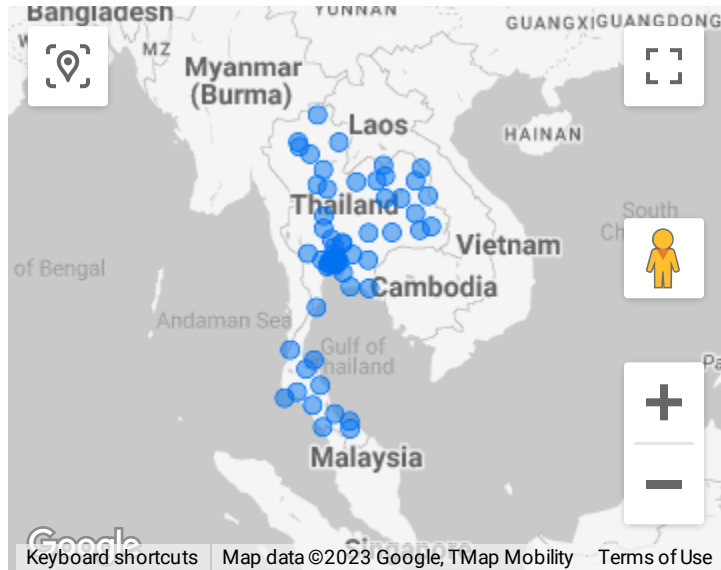 Bangladesh
YUNNAN
GUANGXI
GUANGDONG
MZ
Myanmar
(Burma)
Laos
HAINAN
Thailand
South
Vietnam
of Bengal
Cambodia
Andaman Sea
Gulf of
Thailand
Malaysia
Singapore
Google
Keyboard shortcuts
Map data ©2023 Google, TMap Mobility
Terms of Use